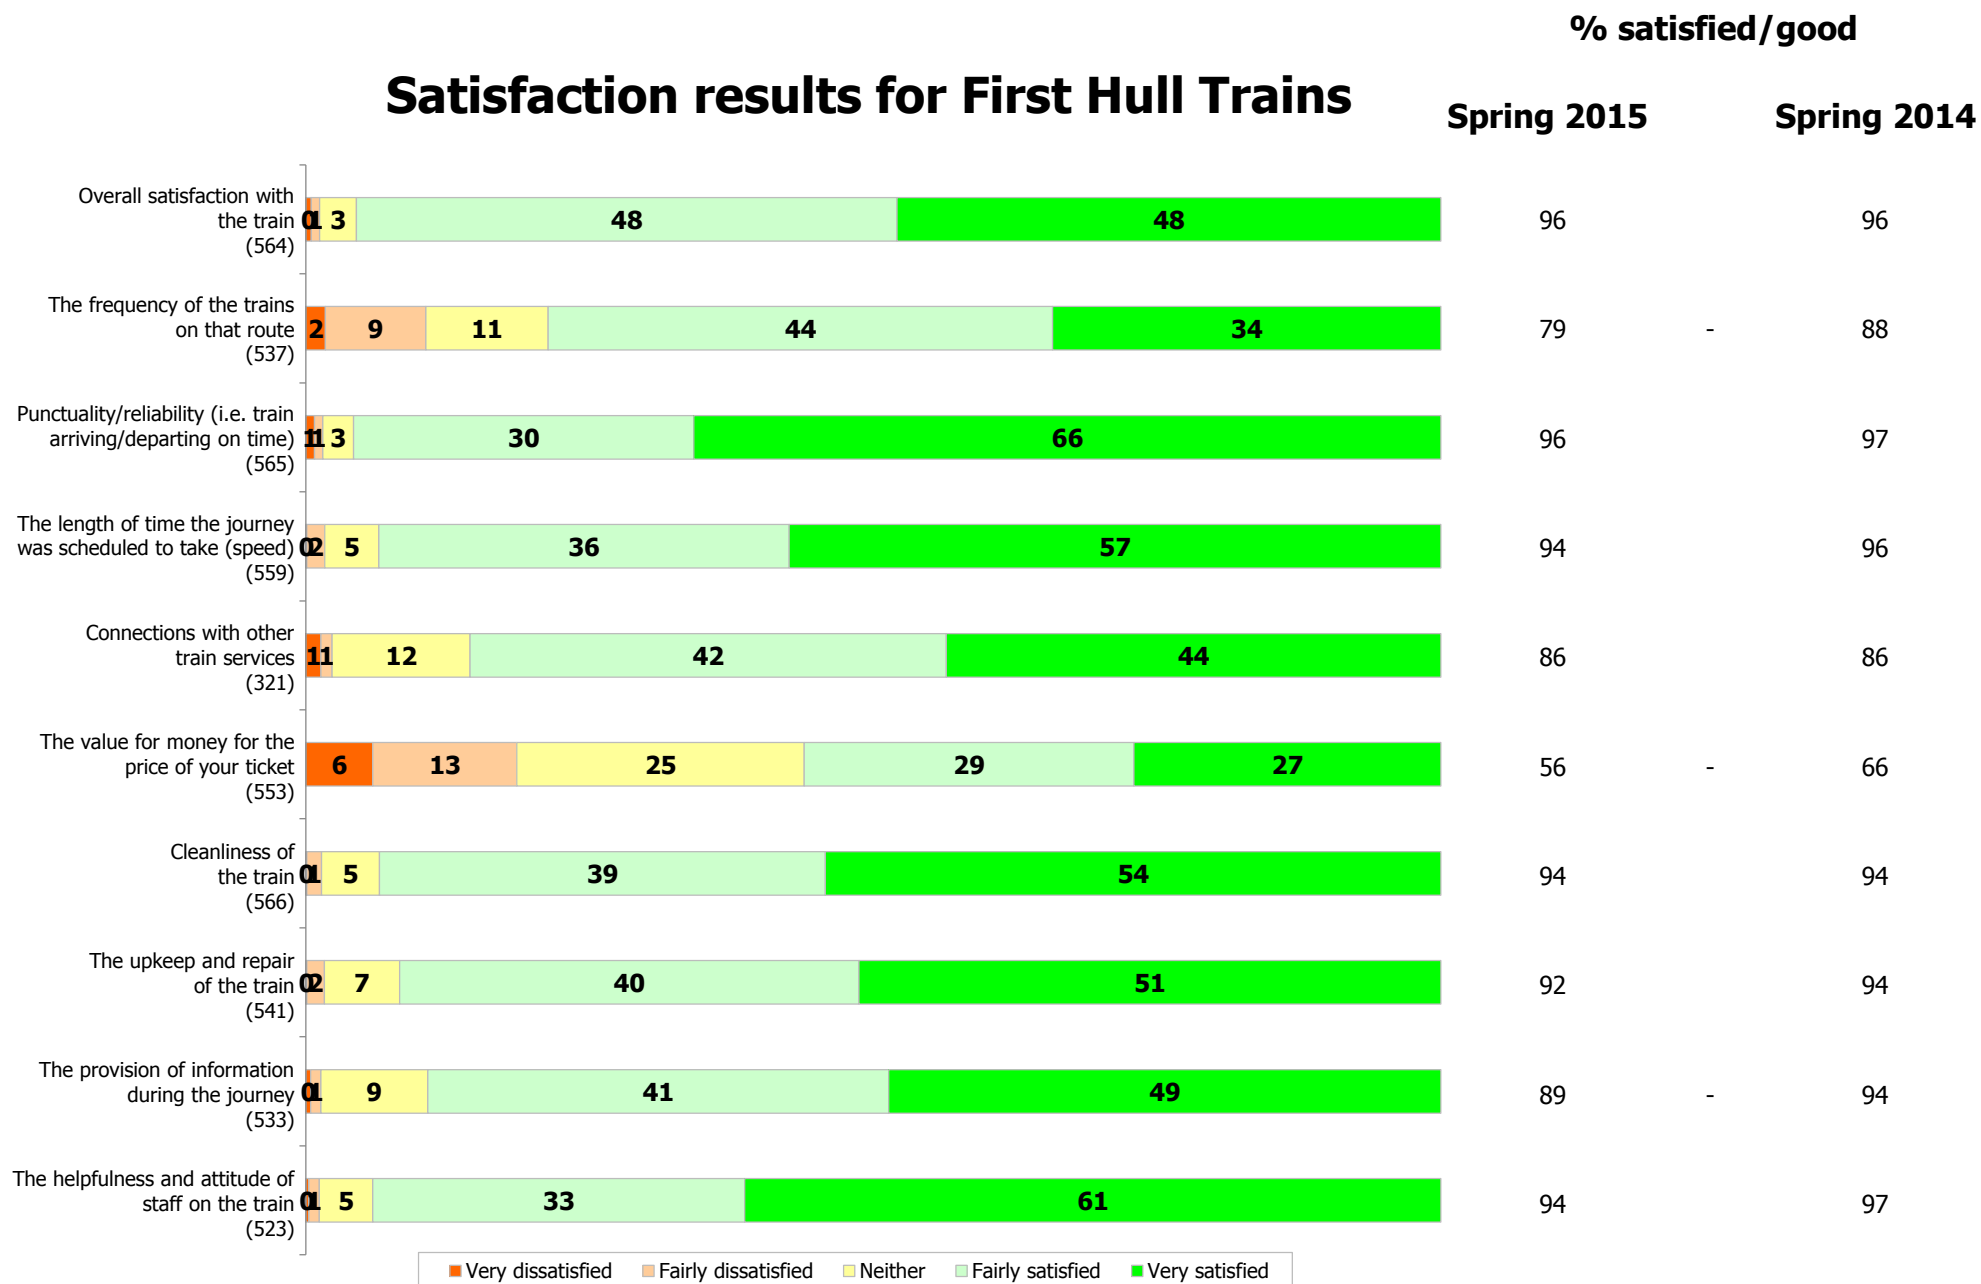 % satisfied/good
Satisfaction results for First Hull Trains
Spring 2015 Spring 2014
Overall satisfaction with
the train
(564)
0 1 3 48 48 96 96
The frequency of the trains
on that route
(537)
2 9 11 44 34 79 - 88
Punctuality/reliability (i.e. train
arriving/departing on time)
(565)
1 1 3 30 66 96 97
The length of time the journey
was scheduled to take (speed)
(559)
0 2 5 36 57 94 96
Connections with other
train services
(321)
1 1 12 42 44 86 86
The value for money for the
price of your ticket
(553)
6 13 25 29 27 56 - 66
Cleanliness of
the train
(566)
0 1 5 39 54 94 94
The upkeep and repair
of the train
(541)
0 2 7 40 51 92 94
The provision of information
during the journey
(533)
0 1 9 41 49 89 - 94
The helpfulness and attitude of
staff on the train
(523)
0 1 5 33 61 94 97
Very dissatisfied Fairly dissatisfied Neither Fairly satisfied Very satisfied